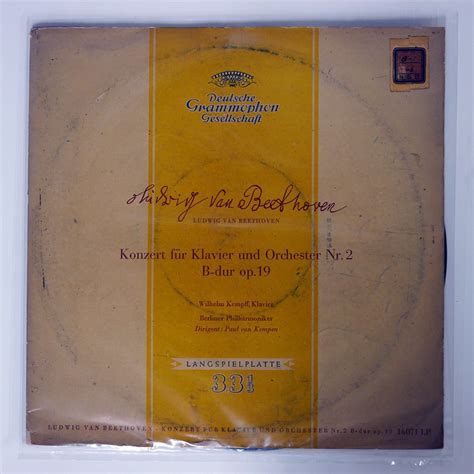 Deutsche
Grammophon
Gesellschaft
Ludwig van Beethoven
LUDWIG VAN BEETHOVEN
Konzert für Klavier und Orchester Nr. 2
B-dur op. 19
Wilhelm Kempff, Klavier
Berliner Philharmoniker
Dirigent: Paul van Kempen
LANGSPIELPLATTE
33⅓
LUDWIG VAN BEETHOVEN, KONZERT FÜR KLAVIER UND ORCHESTER Nr. 2 B-dur op. 19 16071 LP